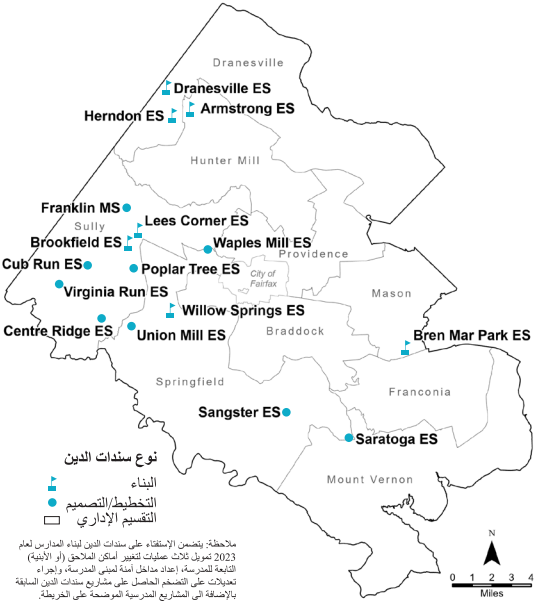 Dranesville
Dranesville ES
Armstrong ES
Herndon ES
Hunter Mill
Franklin MS
Lees Corner ES
Sully
Brookfield ES
Waples Mill ES
Providence
Cub Run ES
Poplar Tree ES
City of
Fairfax
Virginia Run ES
Mason
Willow Springs ES
Centre Ridge ES
Union Mill ES
Braddock
Bren Mar Park ES
Springfield
Franconia
Sangster ES
Saratoga ES
Mount Vernon
نوع سندات الدين
البناء
التخطيط/التصميم
التقسيم الإداري
ملاحظة: يتضمن الإستفتاء على سندات الدين لبناء المدارس لعام
2023 تمويل ثلاث عمليات لتغيير أماكن الملاحق (أو الأبنية)
التابعة للمدرسة، إعداد مداخل آمنة لمبنى المدرسة، وإجراء
تعديلات على التضخم الحاصل على مشاريع سندات الدين السابقة
بالإضافة الى المشاريع المدرسية الموضحة على الخريطة.
N
0 1 2 3 4
Miles